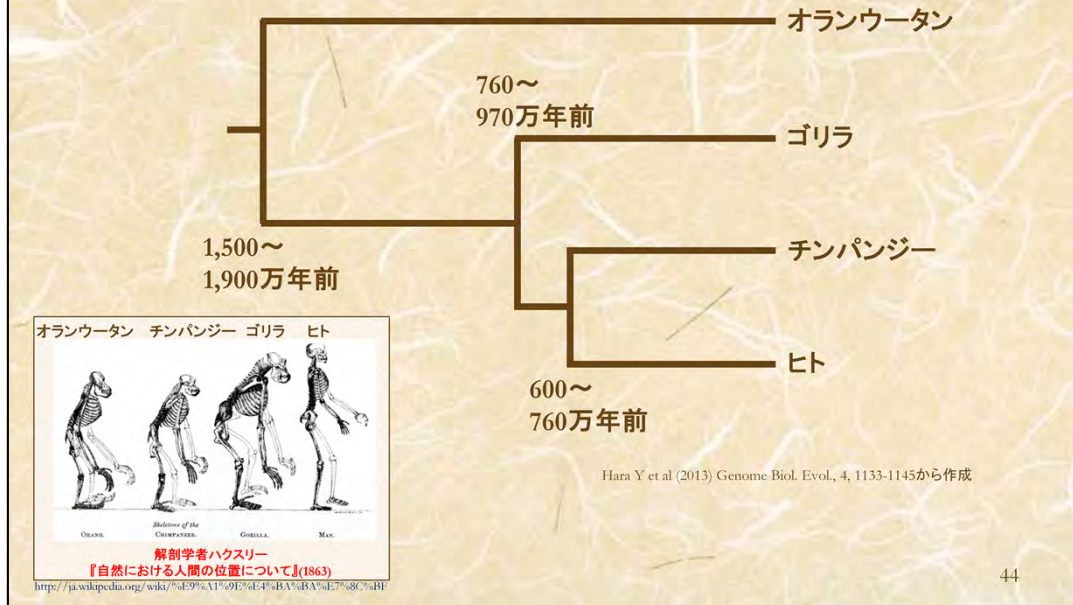 オランウータン
760～
970万年前
ゴリラ
チンパンジー
1,500～
1,900万年前
ヒト
600～
760万年前
Hara Y et al (2013) Genome Biol. Evol., 4, 1133-1145から作成
オランウータン チンパンジー ゴリラ ヒト
Skeletons of the
ORANG. CHIMPANZEE. GORILLA. MAN.
解剖学者ハクスリー
『自然における人間の位置について』(1863)
http://ja.wikipedia.org/wiki/%E9%A1%9E%E4%BA%BA%E7%8C%BF
44